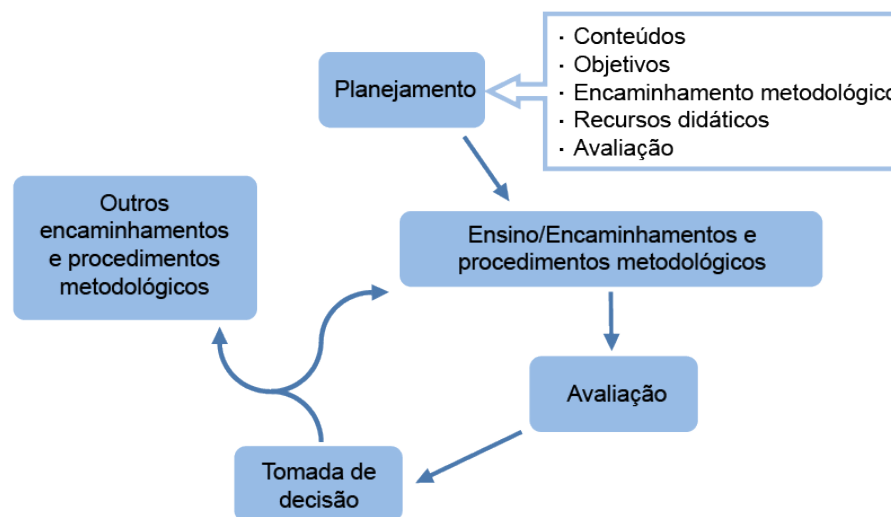 Planejamento
· Conteúdos
· Objetivos
· Encaminhamento metodológico
· Recursos didáticos
· Avaliação
Outros
encaminhamentos
e procedimentos
metodológicos
Ensino/Encaminhamentos e
procedimentos metodológicos
Avaliação
Tomada de
decisão